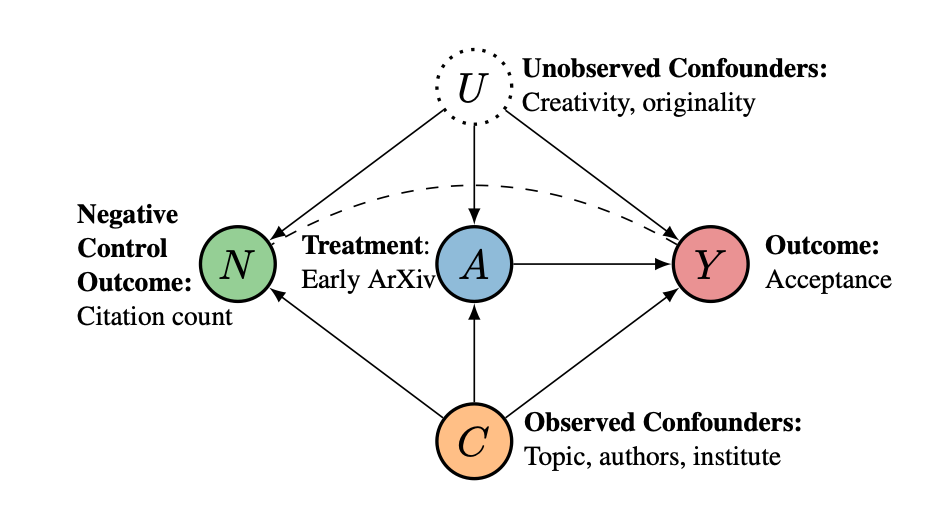 U
Unobserved Confounders:
Creativity, originality
Negative
Control
Outcome:
Citation count
N
Treatment:
Early ArXiv
A
Y
Outcome:
Acceptance
C
Observed Confounders:
Topic, authors, institute